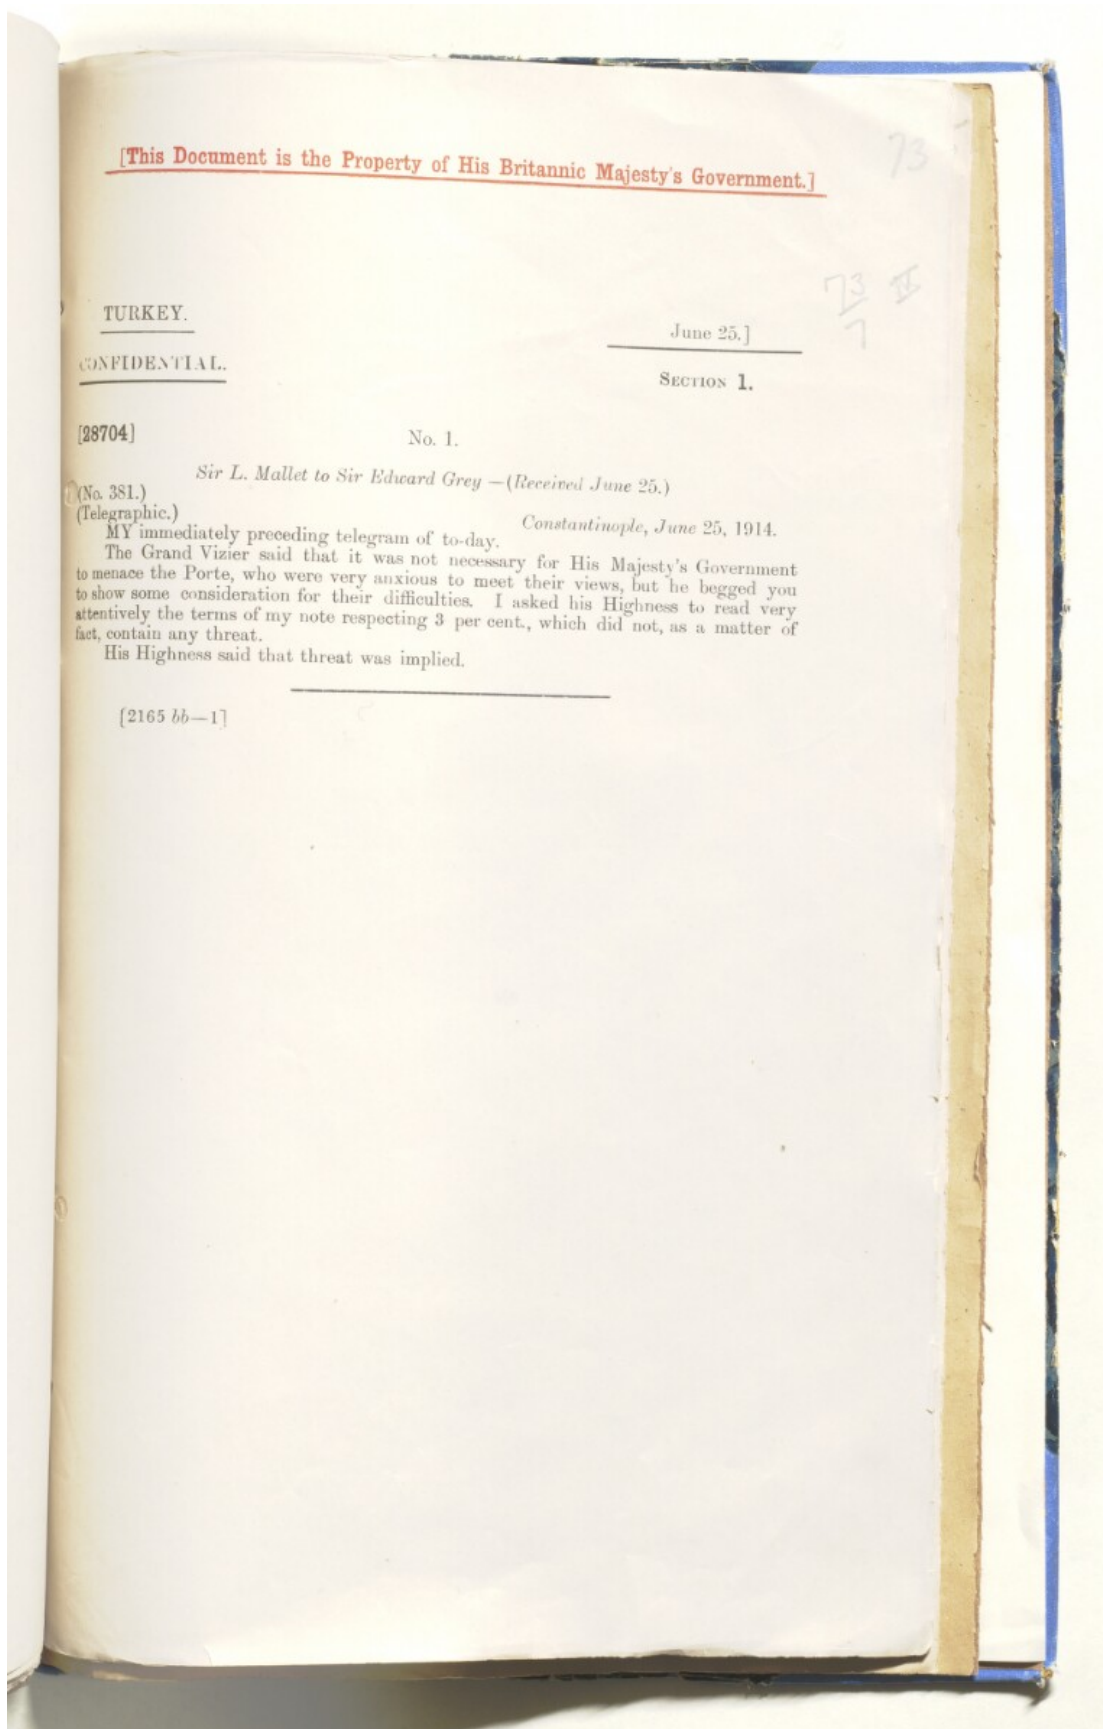 [This Document is the Property of His Britannic Majesty's Government.]
73
73 II
7
TURKEY.
June 25.]
CONFIDENTIAL.
SECTION 1.
[28704]
No. 1.
Sir L. Mallet to Sir Edward Grey —(Received June 25.)
(No. 381.)
(Telegraphic.)
Constantinople, June 25, 1914.
MY immediately preceding telegram of to-day.
The Grand Vizier said that it was not necessary for His Majesty's Government
to menace the Porte, who were very anxious to meet their views, but he begged you
to show some consideration for their difficulties. I asked his Highness to read very
attentively the terms of my note respecting 3 per cent., which did not, as a matter of
fact, contain any threat.
His Highness said that threat was implied.
[2165 bb—1]